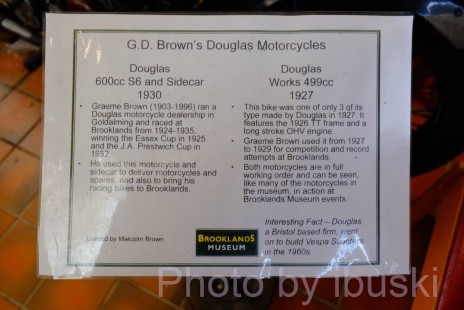 G.D. Brown's Douglas Motorcycles
Douglas
600cc S6 and Sidecar
1930
• Graeme Brown (1903-1996) ran a
Douglas motorcycle dealership in
Goldalming and raced at
Brooklands from 1924-1935,
winning the Essex Cup in 1925
and the J.A. Prestwich Cup in
1932.
• He used this motorcycle and
sidecar to deliver motorcycles and
spares, and also to bring his
racing bikes to Brooklands.
Loaned by Malcolm Brown
Douglas
Works 499cc
1927
• This bike was one of only 3 of its
type made by Douglas in 1927. It
features the 1926 TT frame and a
long stroke OHV engine.
• Graeme Brown used it from 1927
to 1929 for competition and record
attempts at Brooklands.
• Both motorcycles are in full
working order and can be seen,
like many of the motorcycles in
the museum, in action at
Brooklands Museum events
BROOKLANDS
MUSEUM
Interesting Fact – Douglas,
a Bristol based firm, went
on to build Vespa Scooters
in the 1960s.
Photo by Ibuski